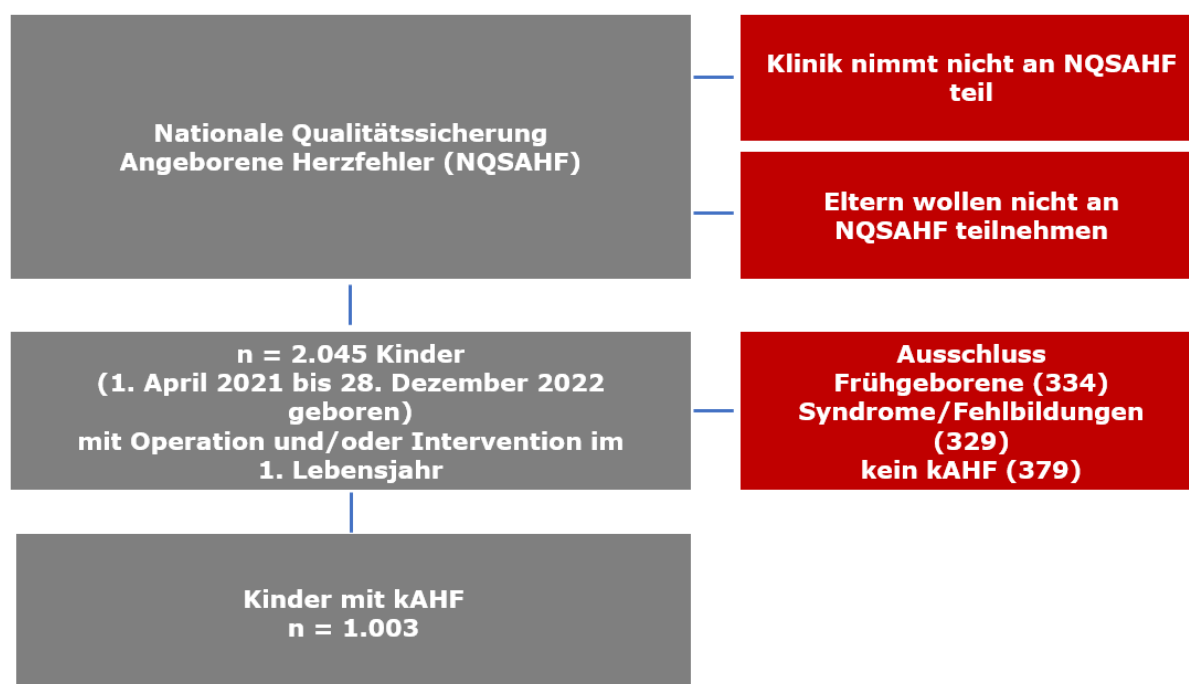 Nationale Qualitätssicherung
Angeborene Herzfehler (NQSAHF)
Klinik nimmt nicht an NQSAHF
teil
Eltern wollen nicht an
NQSAHF teilnehmen
n = 2.045 Kinder
(1. April 2021 bis 28. Dezember 2022
geboren)
mit Operation und/oder Intervention im
1. Lebensjahr
Ausschluss
Frühgeborene (334)
Syndrome/Fehlbildungen
(329)
kein kAHF (379)
Kinder mit kAHF
n = 1.003